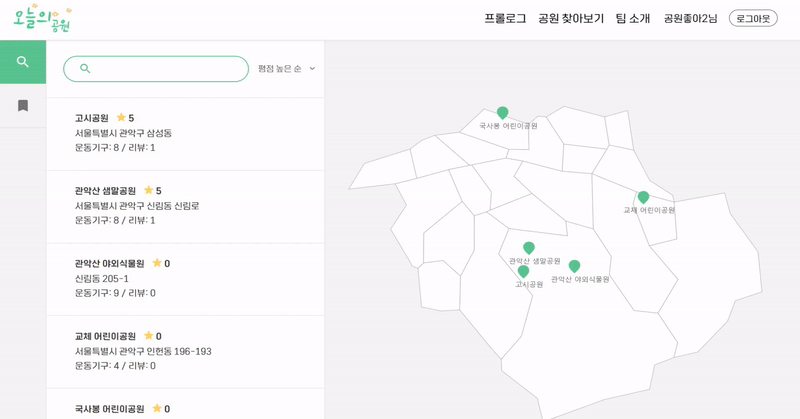 오늘의 공원
프롤로그 공원 찾아보기 팀 소개 공원좋아2님 로그아웃
평점 높은 순
고시공원 5
서울특별시 관악구 삼성동
운동기구: 8 / 리뷰: 1
관악산 샘말공원 5
서울특별시 관악구 신림동 신림로
운동기구: 8 / 리뷰: 1
관악산 야외식물원 0
신림동 205-1
운동기구: 9 / 리뷰: 0
교체 어린이공원 0
서울특별시 관악구 인헌동 196-193
운동기구: 4 / 리뷰: 0
국사봉 어린이공원 0
국사봉 어린이공원
교체 어린이공원
관악산 샘말공원
관악산 야외식물원
고시공원